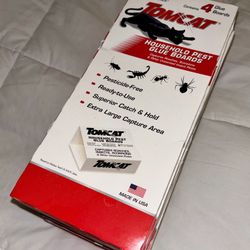 Contains 4 Glue Boards
TOMCAT
HOUSEHOLD PEST
GLUE BOARDS
• Pesticide-Free
• Ready-to-Use
• Superior Catch & Hold
• Extra Large Capture Area
TOMCAT
HOUSEHOLD PEST
GLUE BOARDS
TOMCAT
MADE IN USA